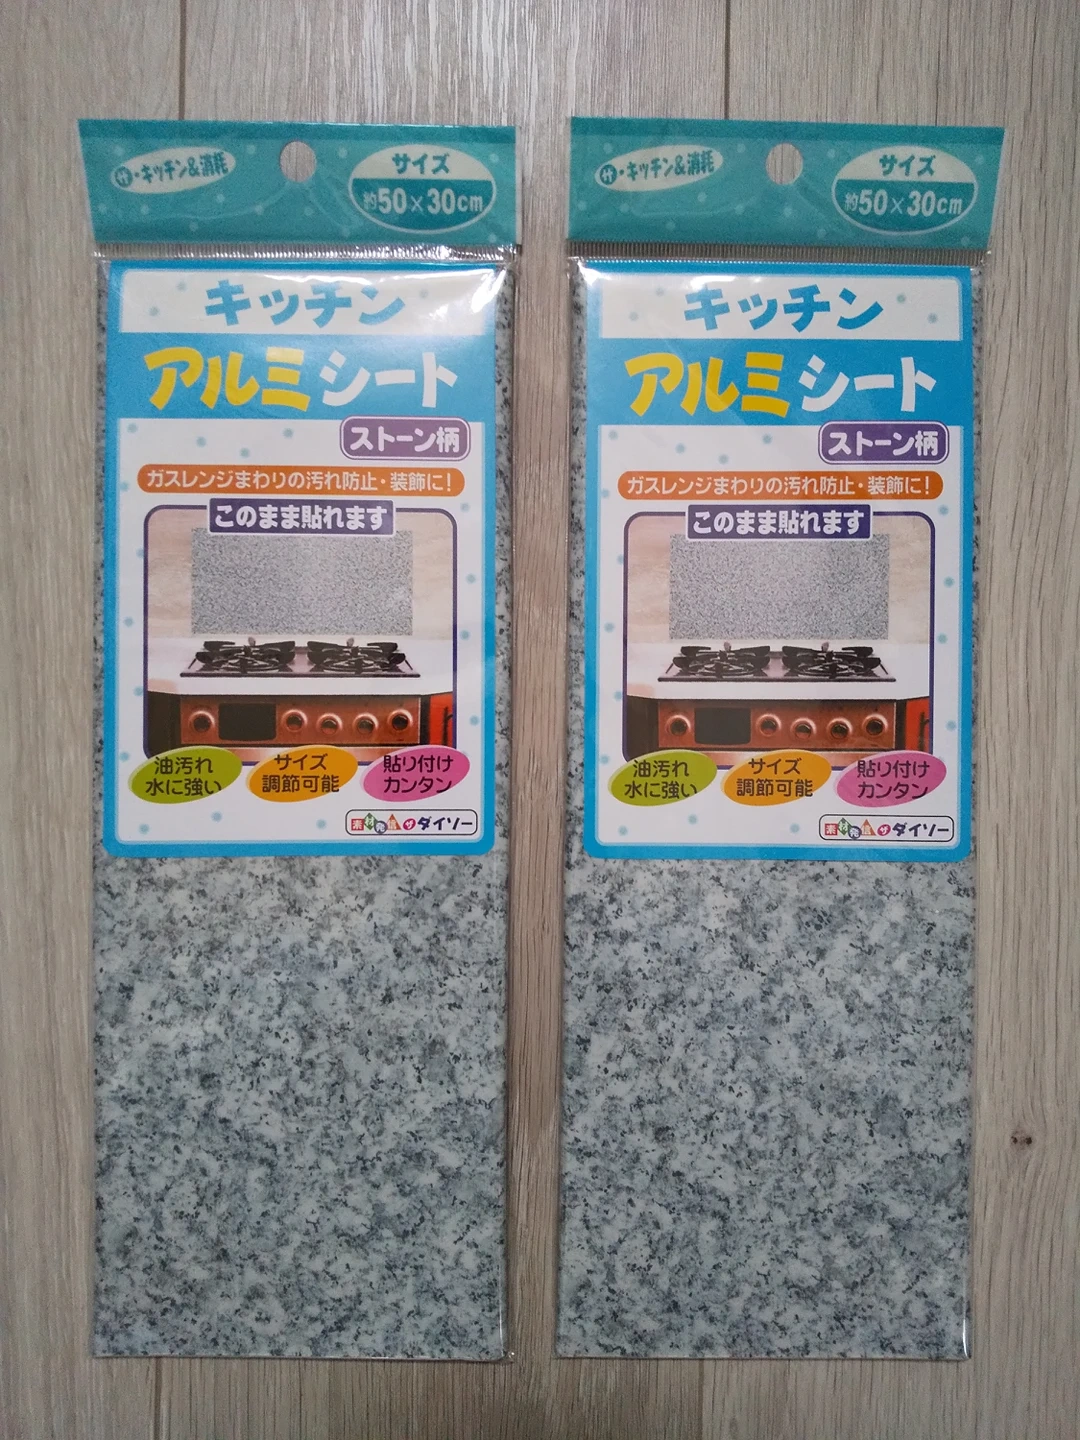 ザ・キッチン&消耗
サイズ
約50×30cm
キッチン
アルミシート
ストーン柄
ガスレンジまわりの汚れ防止・装飾に!
このまま貼れます
油汚れ
水に強い
サイズ
調節可能
貼り付け
カンタン
ザ・ダイソー
ザ・キッチン&消耗
サイズ
約50×30cm
キッチン
アルミシート
ストーン柄
ガスレンジまわりの汚れ防止・装飾に!
このまま貼れます
油汚れ
水に強い
サイズ
調節可能
貼り付け
カンタン
ザ・ダイソー